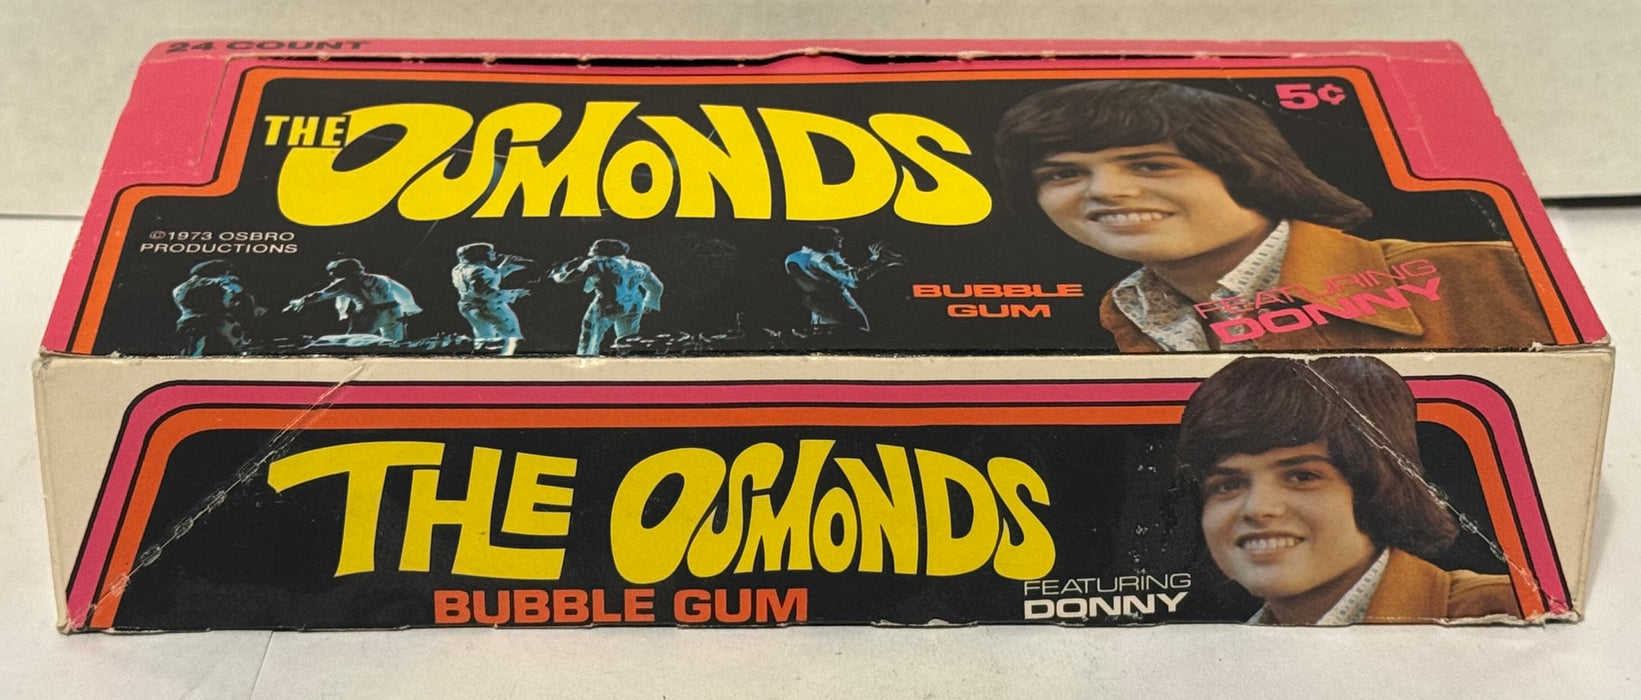 24 COUNT
5¢
THE OSMONDS
©1973 OSBRO
PRODUCTIONS
BUBBLE
GUM
FEATURING
DONNY
THE OSMONDS
BUBBLE GUM
FEATURING
DONNY